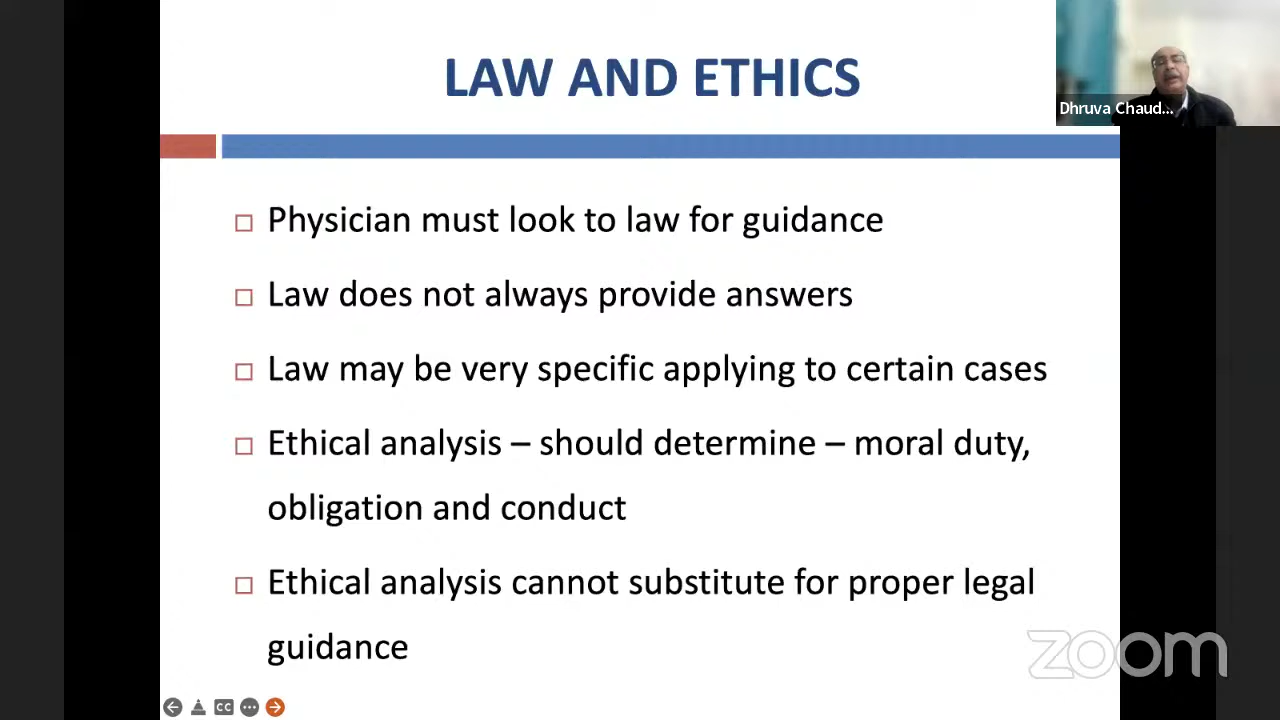 LAW AND ETHICS
Dhruva Chaud...
Physician must look to law for guidance
Law does not always provide answers
Law may be very specific applying to certain cases
Ethical analysis – should determine – moral duty,
obligation and conduct
Ethical analysis cannot substitute for proper legal
guidance
zoom
CC